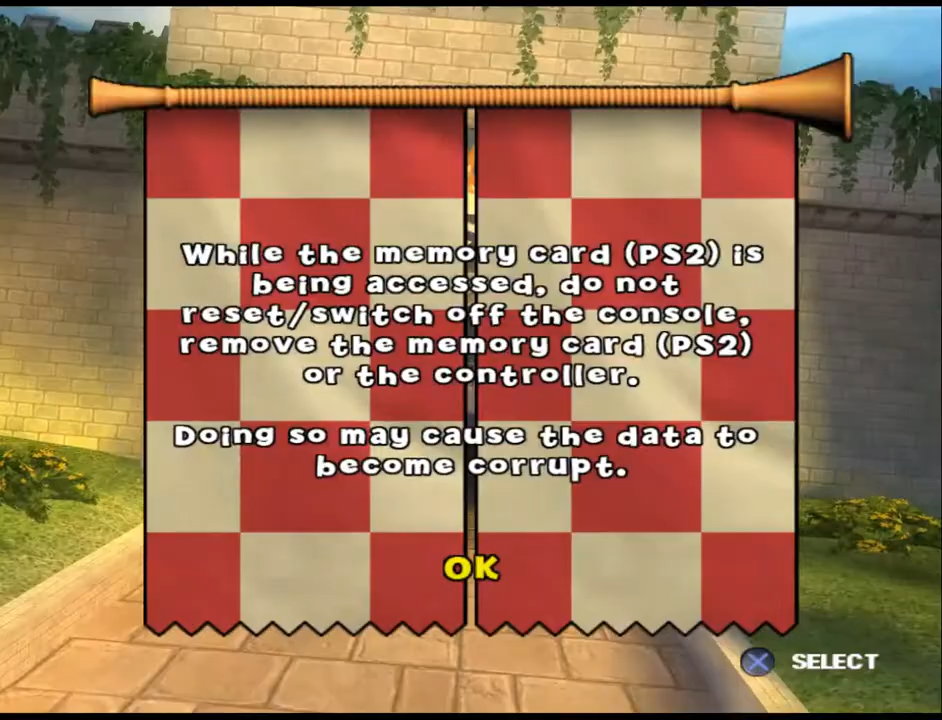 While the memory card (PS2) is
being accessed, do not
reset/switch off the console,
remove the memory card (PS2)
or the controller.
Doing so may cause the data to
become corrupt.
OK
SELECT